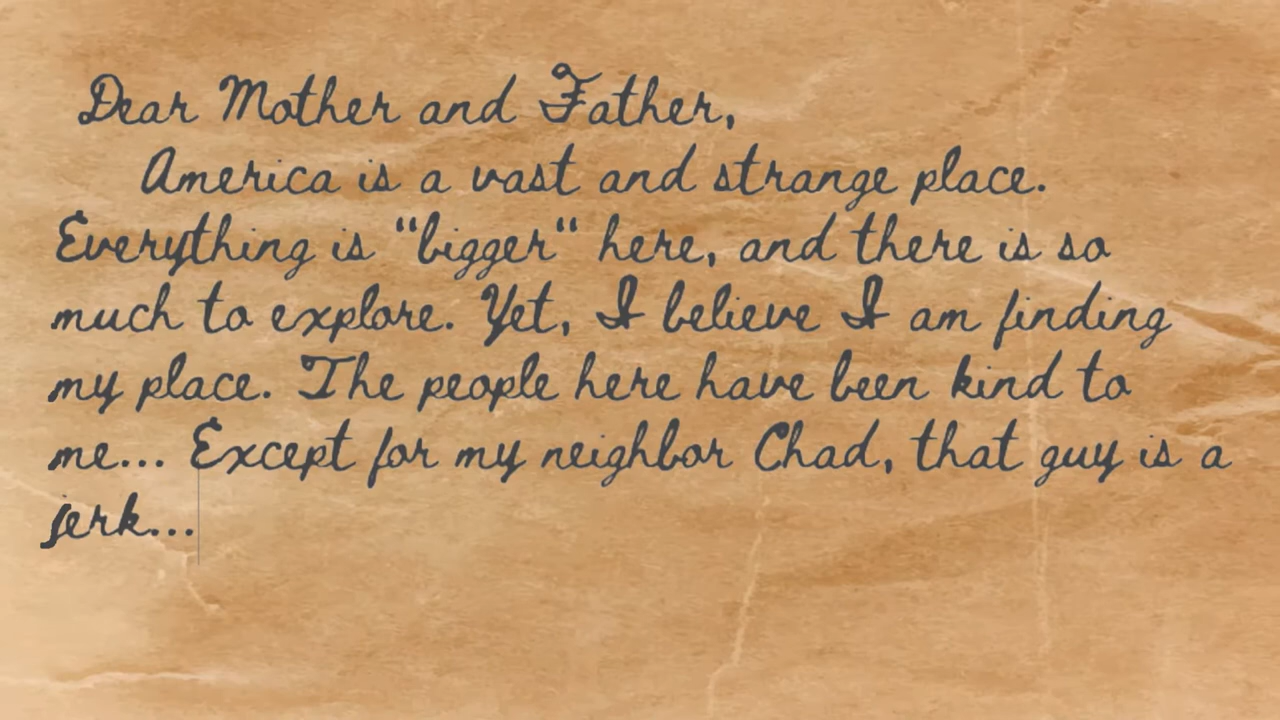 Dear Mother and Father,
America is a vast and strange place.
Everything is “bigger“ here, and there is so
much to explore. Yet, I believe I am finding
my place. The people here have been kind to
me... Except for my neighbor Chad, that guy is a
jerk...